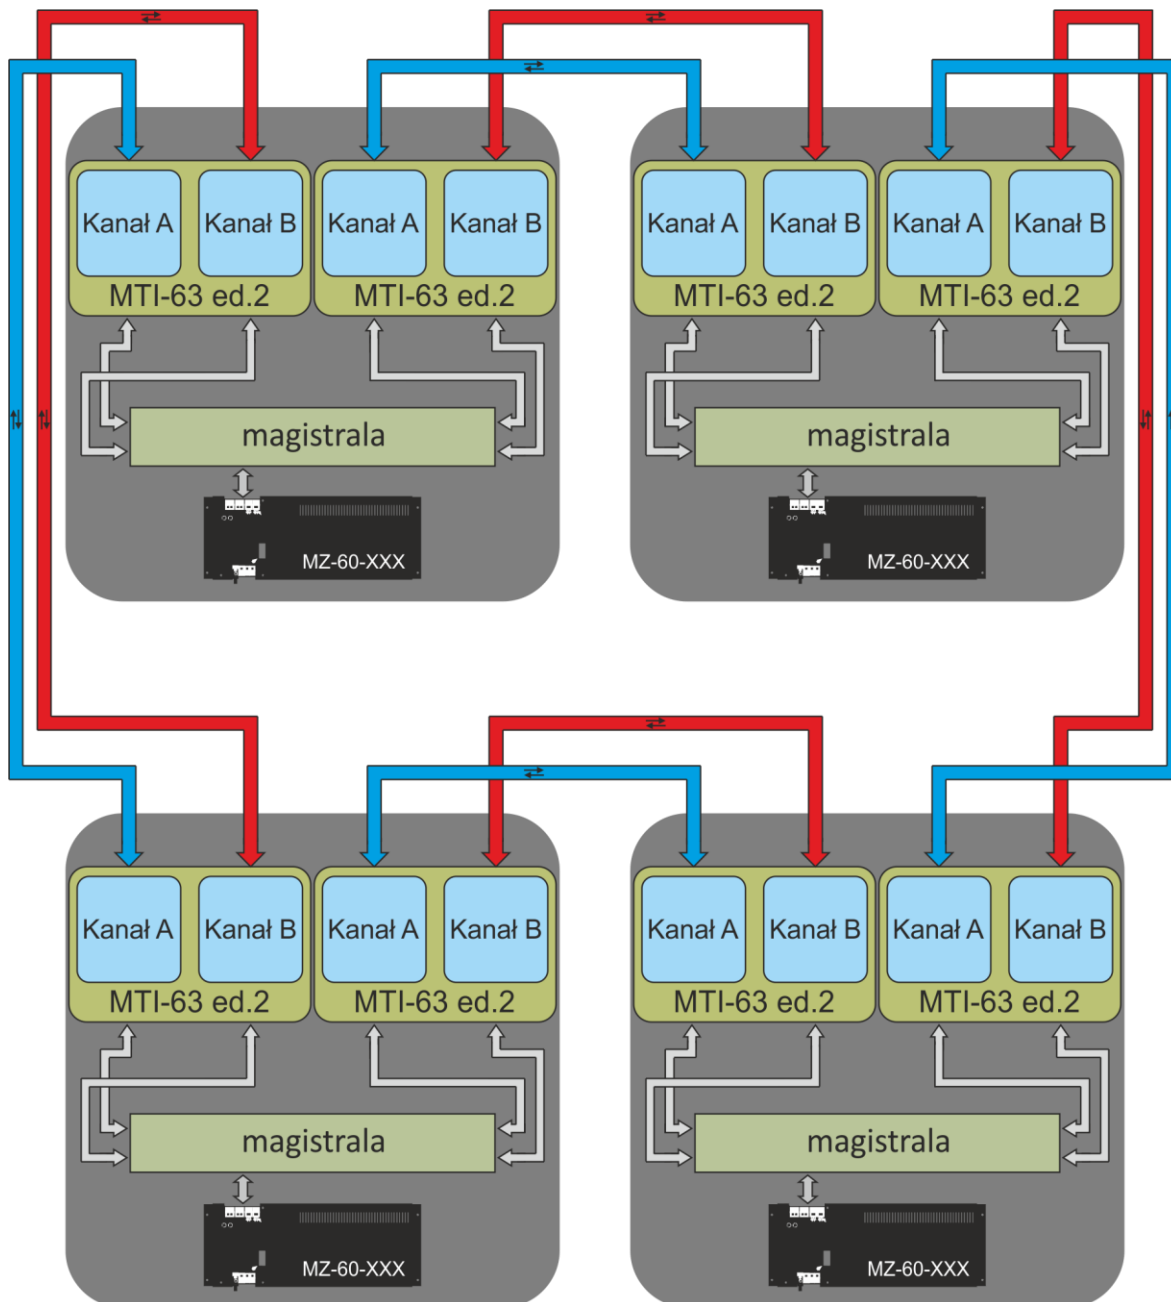 Kanał A Kanał B Kanał A Kanał B Kanał A Kanał B Kanał A Kanał B
MTI-63 ed.2 MTI-63 ed.2 MTI-63 ed.2 MTI-63 ed.2
magistrala magistrala
MZ-60-XXX MZ-60-XXX
Kanał A Kanał B Kanał A Kanał B Kanał A Kanał B Kanał A Kanał B
MTI-63 ed.2 MTI-63 ed.2 MTI-63 ed.2 MTI-63 ed.2
magistrala magistrala
MZ-60-XXX MZ-60-XXX